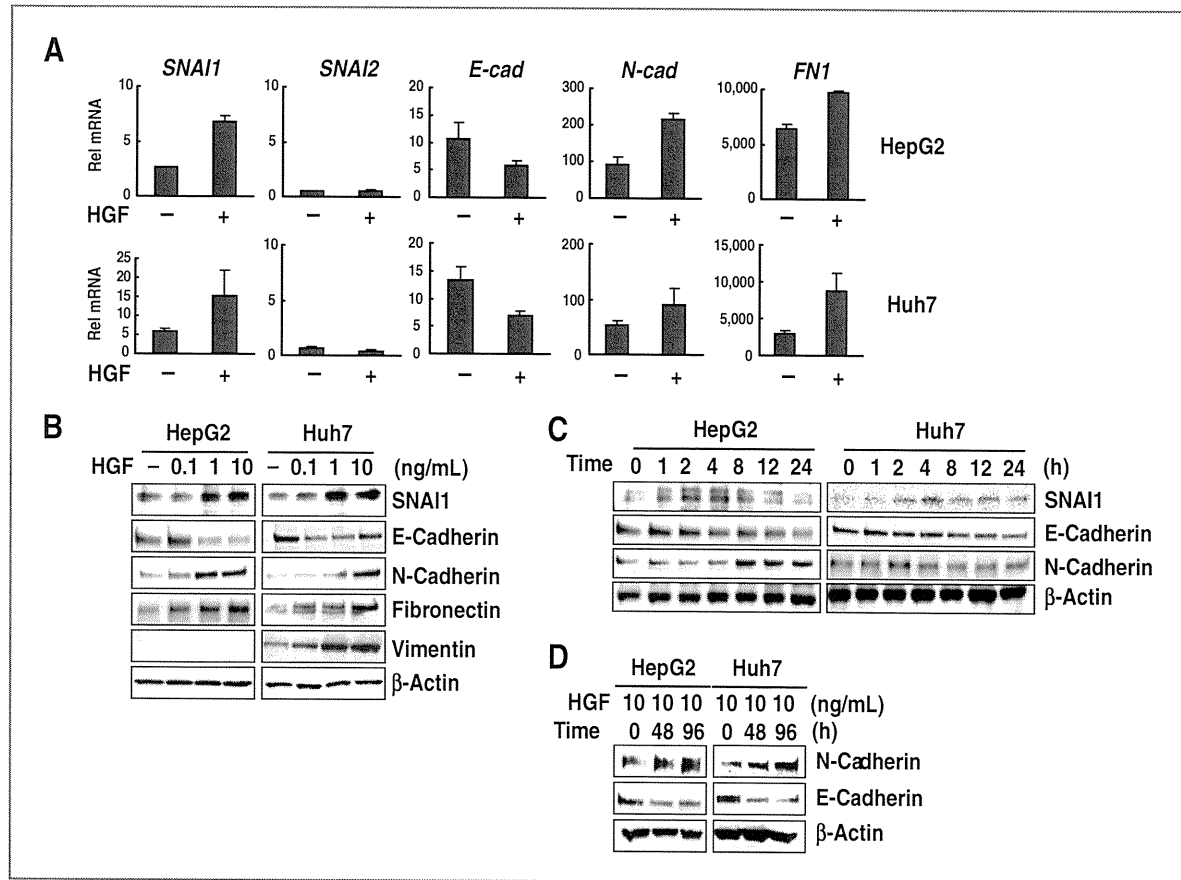 A
SNAI1 SNAI2 E-cad N-cad FN1
Rel mRNA
10
5
0
10
5
0
20
15
10
5
0
300
200
100
0
10,000
5,000
0
HepG2
HGF − + − + − + − + − +
Rel mRNA
25
20
15
10
5
0
10
5
0
20
15
10
5
0
200
100
0
15,000
10,000
5,000
0
Huh7
HGF − + − + − + − + − +
B
HepG2 Huh7
HGF – 0.1 1 10 – 0.1 1 10 (ng/mL)
SNAI1
E-Cadherin
N-Cadherin
Fibronectin
Vimentin
β-Actin
C
HepG2 Huh7
Time 0 1 2 4 8 12 24 0 1 2 4 8 12 24 (h)
SNAI1
E-Cadherin
N-Cadherin
β-Actin
D
HepG2 Huh7
HGF 10 10 10 10 10 10 (ng/mL)
Time 0 48 96 0 48 96 (h)
N-Cadherin
E-Cadherin
β-Actin